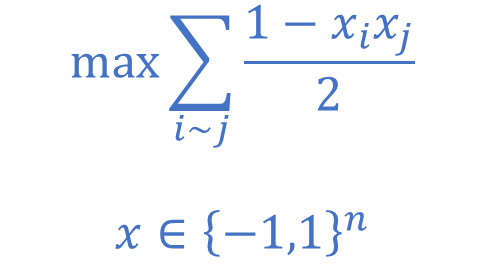 max ∑_{i∼j} (1 − x_i x_j)/2
x ∈ {−1,1}^n